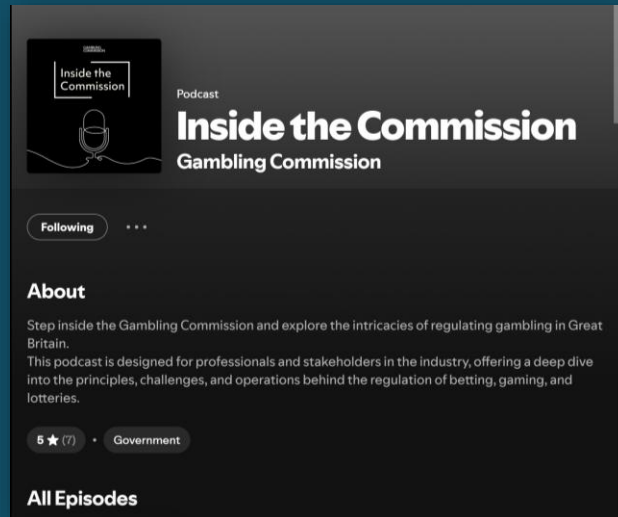 GAMBLING
COMMISSION
Inside the
Commission
Podcast
Inside the Commission
Gambling Commission
Following
About
Step inside the Gambling Commission and explore the intricacies of regulating gambling in Great
Britain.
This podcast is designed for professionals and stakeholders in the industry, offering a deep dive
into the principles, challenges, and operations behind the regulation of betting, gaming, and
lotteries.
5 ★ (7) • Government
All Episodes